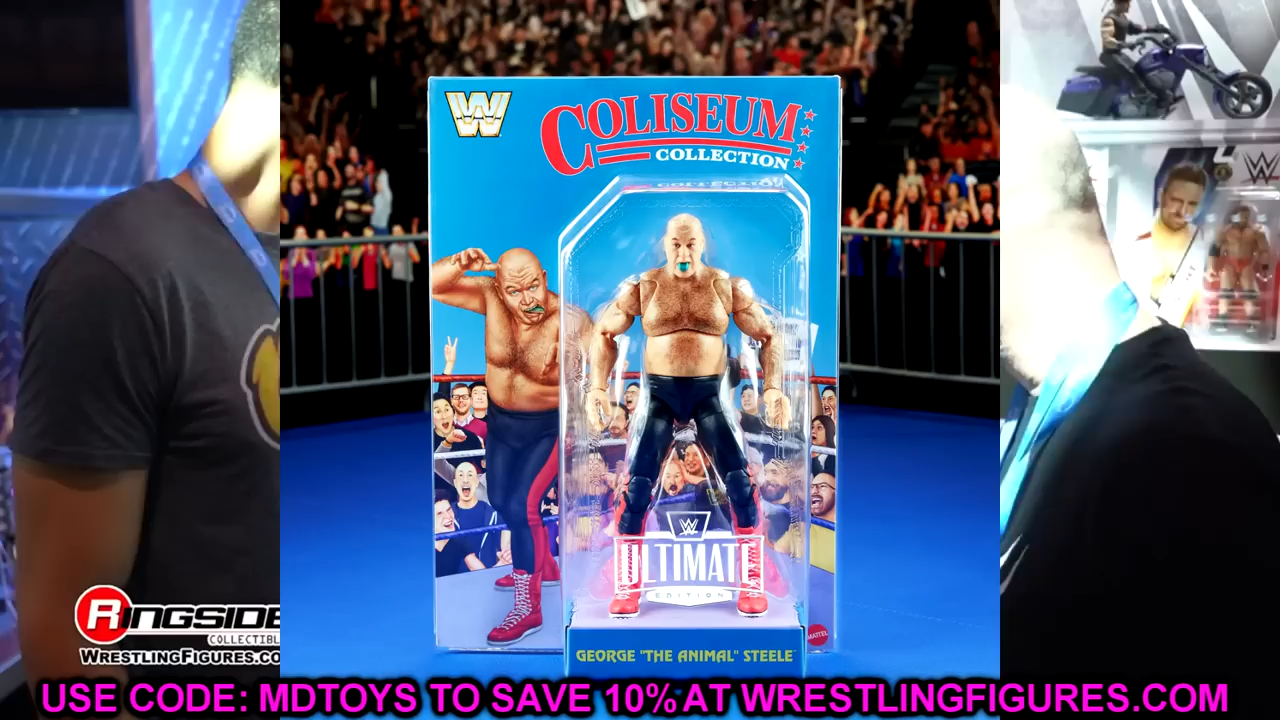 W
COLISEUM
COLLECTION
W
ULTIMATE
EDITION
MATTEL
GEORGE "THE ANIMAL" STEELE
RINGSIDE
COLLECTIBL
WRESTLINGFIGURES.CO
USE CODE: MDTOYS TO SAVE 10% AT WRESTLINGFIGURES.COM